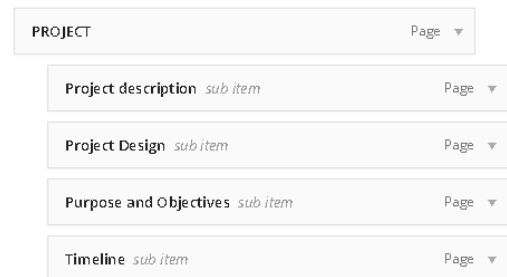 PROJECT Page
Project description sub item Page
Project Design sub item Page
Purpose and Objectives sub item Page
Timeline sub item Page